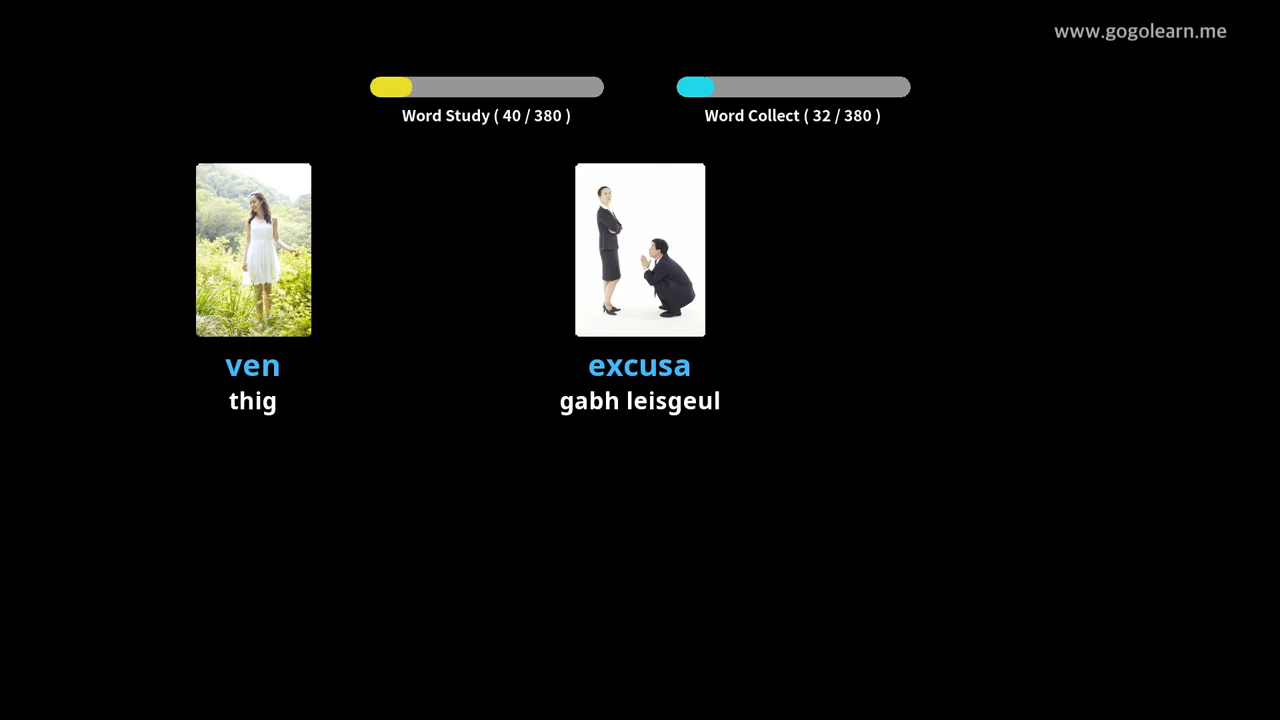 www.gogolearn.me
Word Study ( 40 / 380 )
Word Collect ( 32 / 380 )
ven
thig
excusa
gabh leisgeul